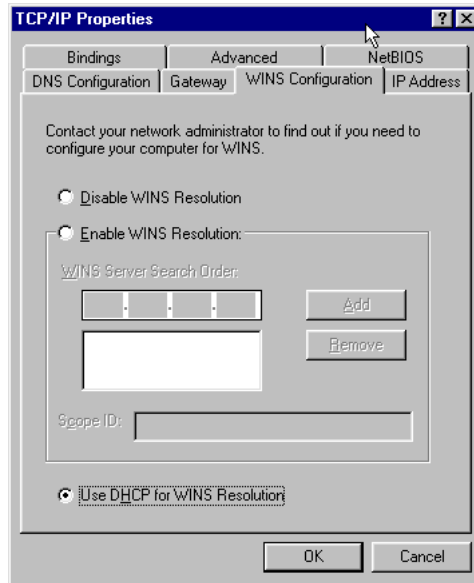 TCP/IP Properties
Bindings Advanced NetBIOS
DNS Configuration Gateway WINS Configuration IP Address
Contact your network administrator to find out if you need to
configure your computer for WINS.
Disable WINS Resolution
Enable WINS Resolution:
WINS Server Search Order:
Add
Remove
Scope ID:
Use DHCP for WINS Resolution
OK Cancel